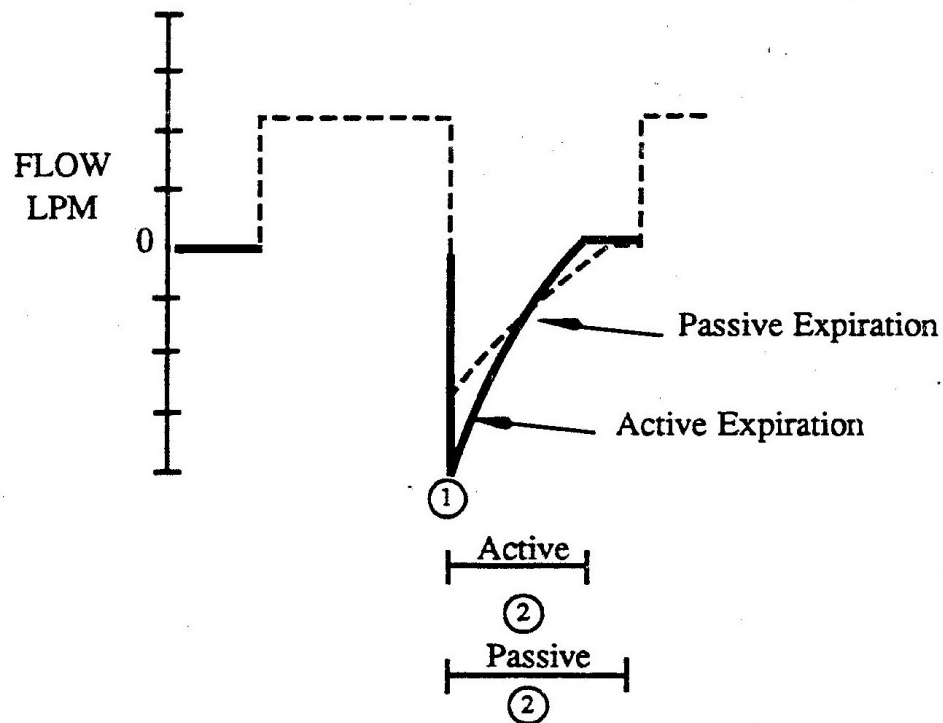 FLOW
LPM
0
Passive Expiration
Active Expiration
1
Active
2
Passive
2